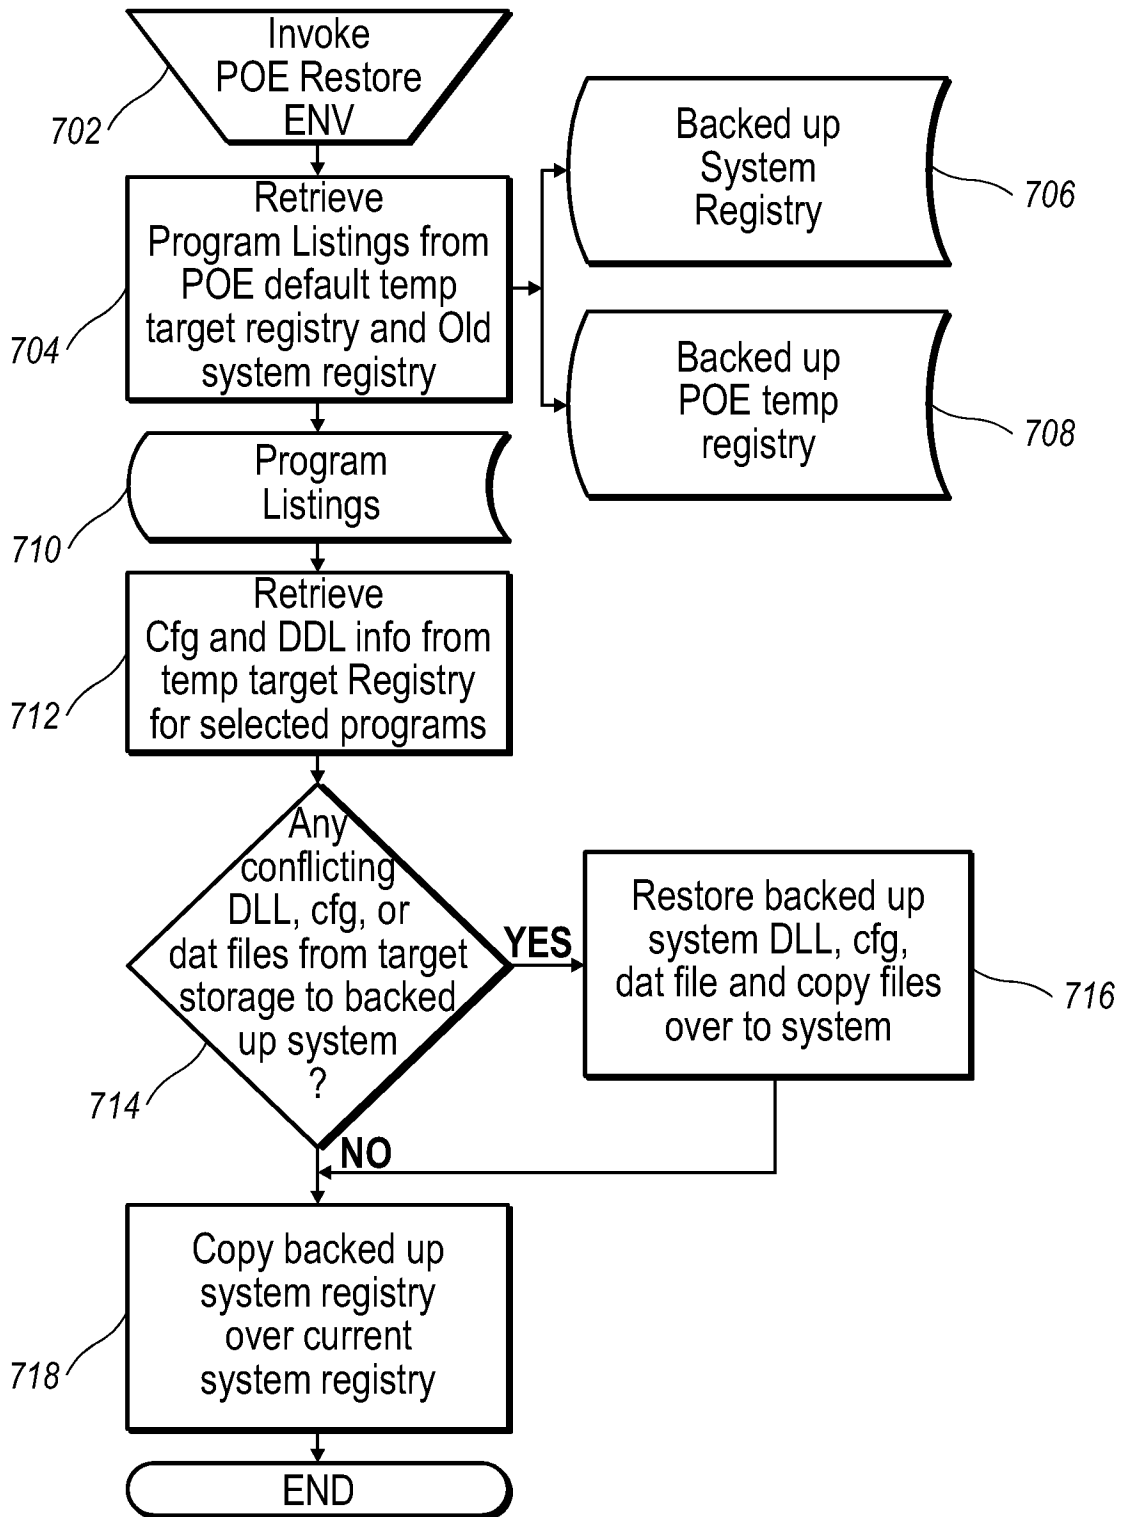 Invoke
POE Restore
ENV
702
Retrieve
Program Listings from
POE default temp
target registry and Old
system registry
704
Backed up
System
Registry
706
Backed up
POE temp
registry
708
Program
Listings
710
Retrieve
Cfg and DDL info from
temp target Registry
for selected programs
712
Any
conflicting
DLL, cfg, or
dat files from target
storage to backed
up system
?
714
YES
Restore backed up
system DLL, cfg,
dat file and copy files
over to system
716
NO
Copy backed up
system registry
over current
system registry
718
END